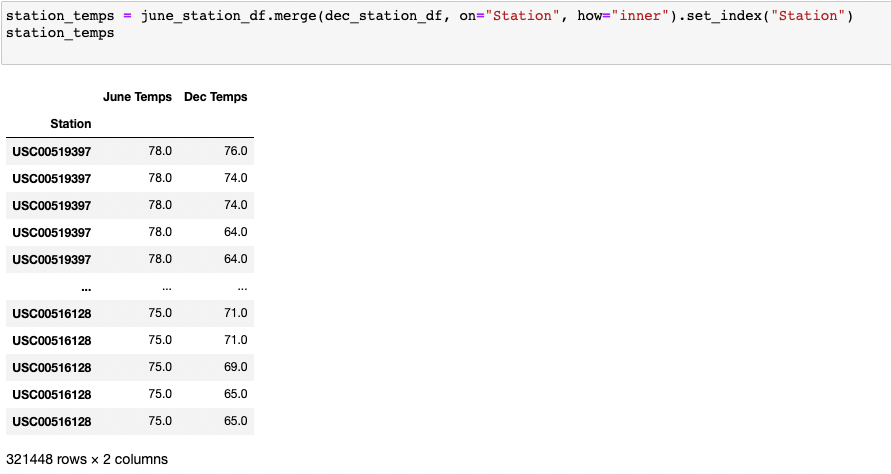 station_temps = june_station_df.merge(dec_station_df, on="Station", how="inner").set_index("Station")
station_temps
June Temps Dec Temps
Station
USC00519397 78.0 76.0
USC00519397 78.0 74.0
USC00519397 78.0 74.0
USC00519397 78.0 64.0
USC00519397 78.0 64.0
... ... ...
USC00516128 75.0 71.0
USC00516128 75.0 71.0
USC00516128 75.0 69.0
USC00516128 75.0 65.0
USC00516128 75.0 65.0
321448 rows × 2 columns